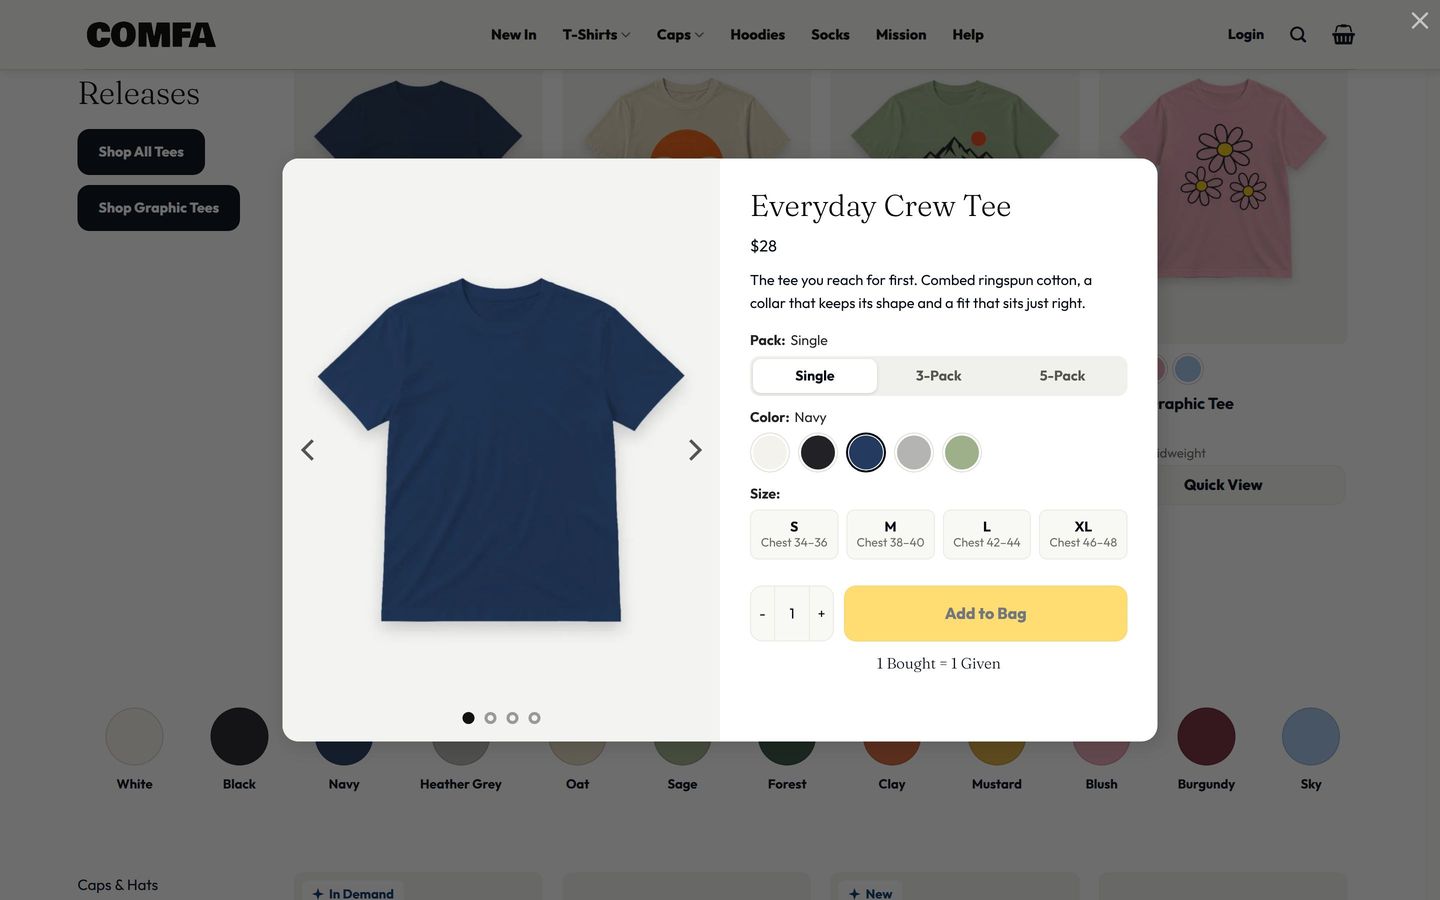 COMFA
New In T-Shirts Caps Hoodies Socks Mission Help
Login
Releases
Shop All Tees
Shop Graphic Tees
Everyday Crew Tee
$28
The tee you reach for first. Combed ringspun cotton, a
collar that keeps its shape and a fit that sits just right.
Pack: Single
Single 3-Pack 5-Pack
Color: Navy
Size:
S M L XL
Chest 34–36 Chest 38–40 Chest 42–44 Chest 46–48
- 1 +
Add to Bag
1 Bought = 1 Given
Tee
Quick View
White Black Navy Heather Grey Oat Sage Forest Clay Mustard Blush Burgundy Sky
Caps & Hats
In Demand
New